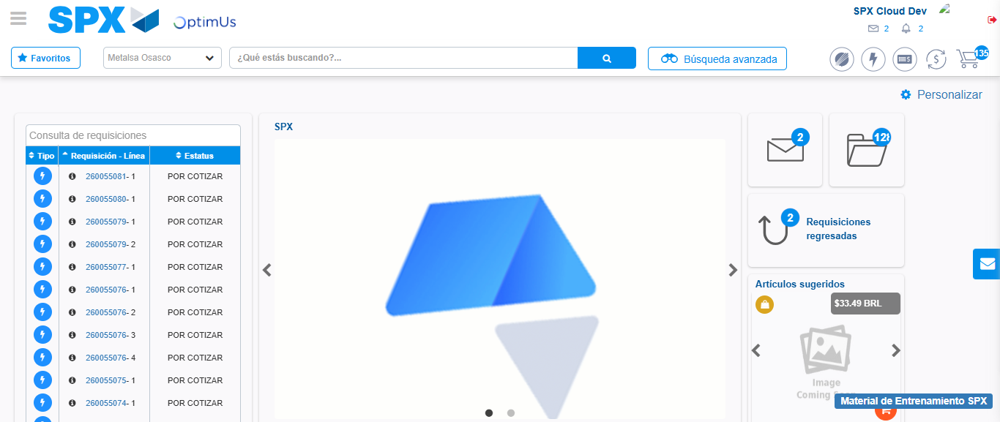 SPX
OptimUs
SPX Cloud Dev
2
2
Favoritos
Metalsa Osasco
¿Qué estás buscando?...
Búsqueda avanzada
$
$
135
Personalizar
Consulta de requisiciones
Tipo Requisición - Línea Estatus
260055081- 1 POR COTIZAR
260055080- 1 POR COTIZAR
260055079- 1 POR COTIZAR
260055079- 2 POR COTIZAR
260055077- 1 POR COTIZAR
260055076- 1 POR COTIZAR
260055076- 2 POR COTIZAR
260055076- 3 POR COTIZAR
260055076- 4 POR COTIZAR
260055075- 1 POR COTIZAR
260055074- 1 POR COTIZAR
SPX
2
2
Requisiciones
regresadas
Artículos sugeridos
$33.49 BRL
Image
Coming
Material de Entrenamiento SPX